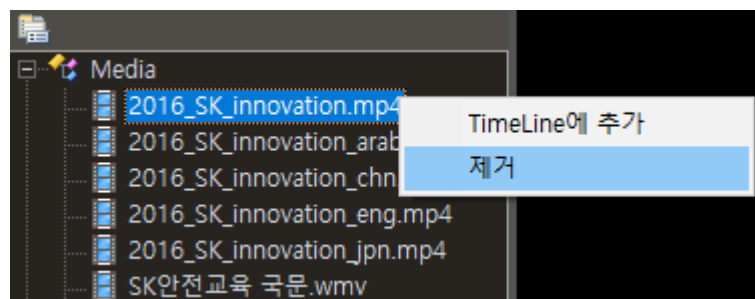 Media
2016_SK_innovation.mp4
TimeLine에 추가
2016_SK_innovation_arab
제거
2016_SK_innovation_chn
2016_SK_innovation_eng.mp4
2016_SK_innovation_jpn.mp4
SK안전교육 국문.wmv